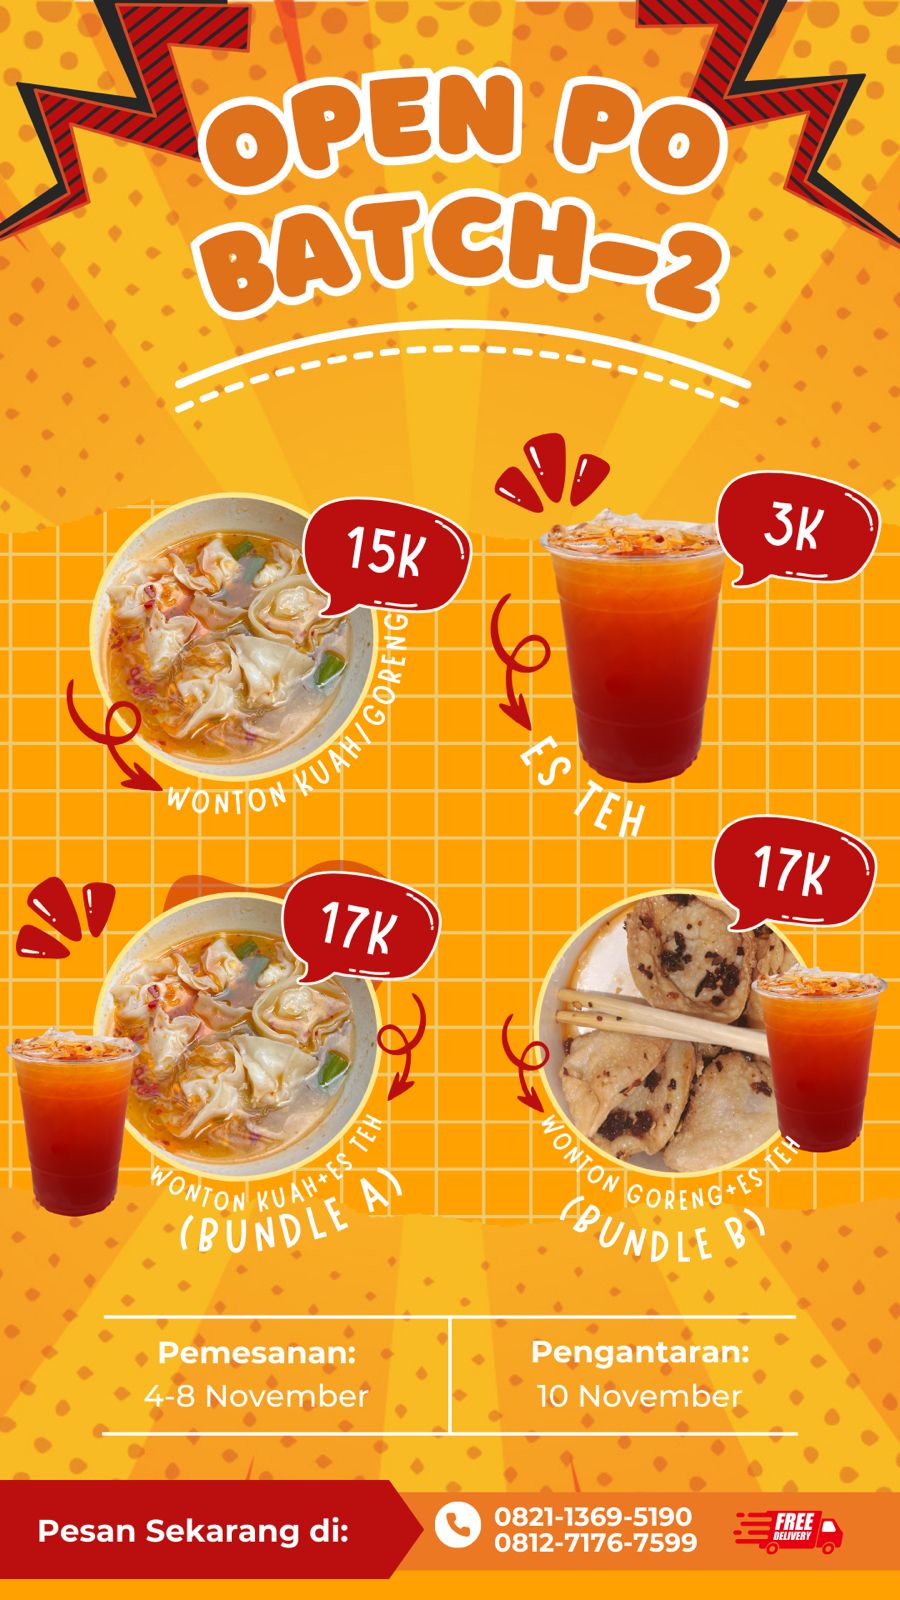 OPEN PO
BATCH-2
15K
WONTON KUAH/GORENG
3K
ES TEH
17K
WONTON KUAH+ES TEH
(BUNDLE A)
17K
WONTON GORENG+ES TEH
(BUNDLE B)
Pemesanan:
4-8 November
Pengantaran:
10 November
Pesan Sekarang di:
0821-1369-5190
0812-7176-7599
FREE
DELIVERY